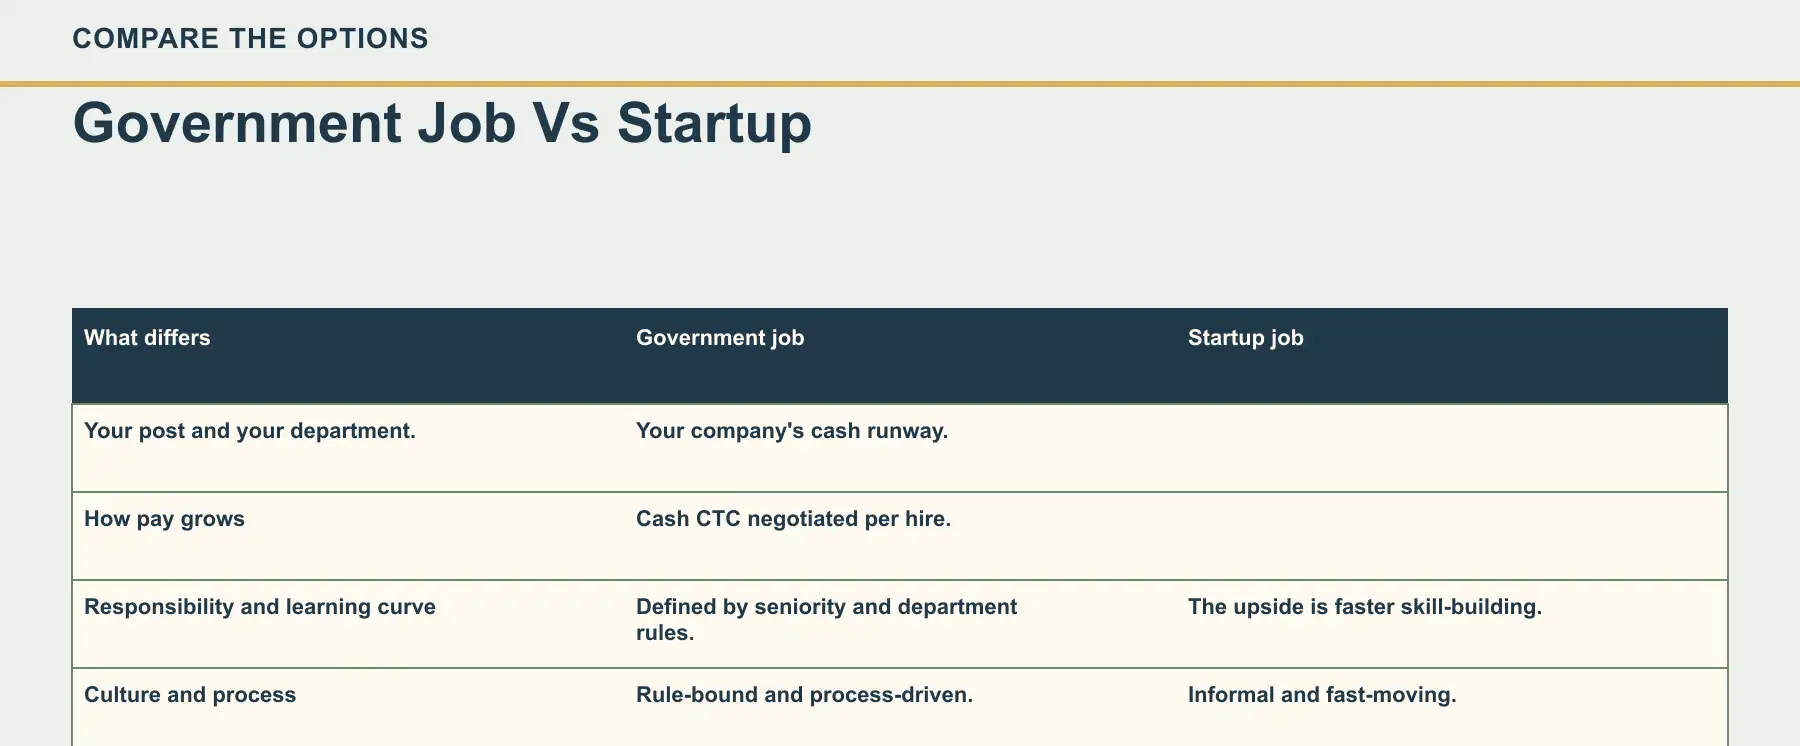 COMPARE THE OPTIONS
Government Job Vs Startup
What differs Government job Startup job
Your post and your department. Your company's cash runway.
How pay grows Cash CTC negotiated per hire.
Responsibility and learning curve Defined by seniority and department The upside is faster skill-building.
rules.
Culture and process Rule-bound and process-driven. Informal and fast-moving.